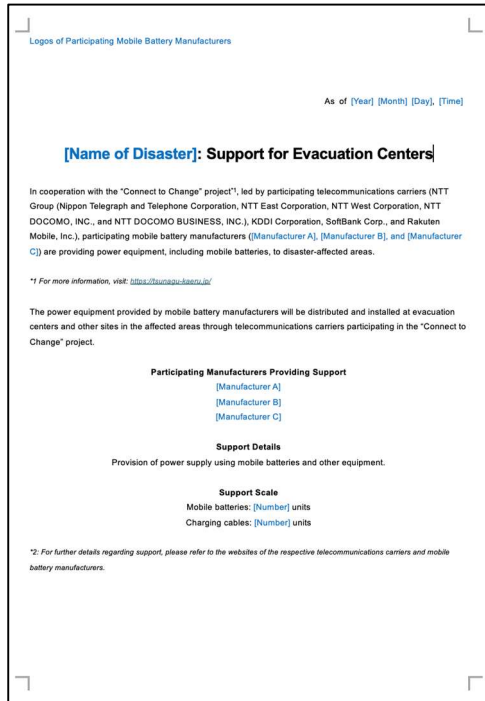 Logos of Participating Mobile Battery Manufacturers
As of [Year] [Month] [Day], [Time]
[Name of Disaster]: Support for Evacuation Centers
In cooperation with the “Connect to Change” project*1, led by participating telecommunications carriers (NTT
Group (Nippon Telegraph and Telephone Corporation, NTT East Corporation, NTT West Corporation, NTT
DOCOMO, INC., and NTT DOCOMO BUSINESS, INC.), KDDI Corporation, SoftBank Corp., and Rakuten
Mobile, Inc.), participating mobile battery manufacturers ([Manufacturer A], [Manufacturer B], and [Manufacturer
C]) are providing power equipment, including mobile batteries, to disaster-affected areas.
*1 For more information, visit: https://tsunagu-kaeru.jp/
The power equipment provided by mobile battery manufacturers will be distributed and installed at evacuation
centers and other sites in the affected areas through telecommunications carriers participating in the “Connect to
Change” project.
Participating Manufacturers Providing Support
[Manufacturer A]
[Manufacturer B]
[Manufacturer C]
Support Details
Provision of power supply using mobile batteries and other equipment.
Support Scale
Mobile batteries: [Number] units
Charging cables: [Number] units
*2: For further details regarding support, please refer to the websites of the respective telecommunications carriers and mobile
battery manufacturers.